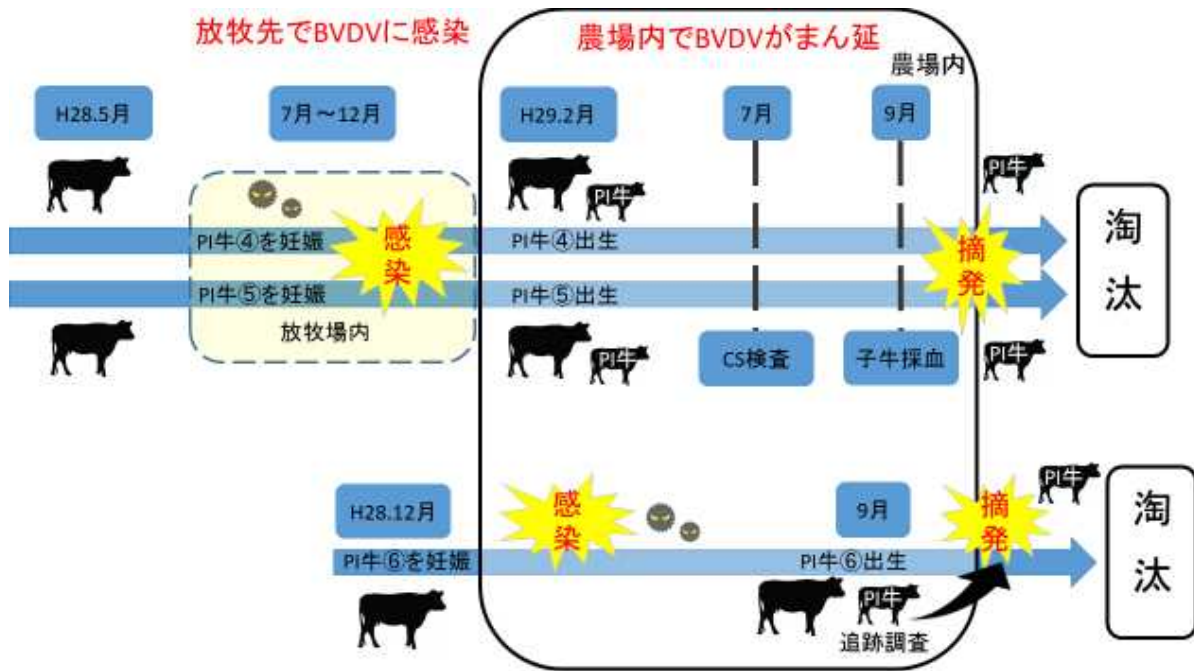 放牧先でBVDVに感染
農場内でBVDVがまん延
農場内
H28.5月
7月～12月
H29.2月
7月
9月
PI牛
PI牛
PI牛④を妊娠
感染
PI牛④出生
摘発
淘汰
PI牛⑤を妊娠
PI牛⑤出生
放牧場内
PI牛
CS検査
子牛採血
PI牛
H28.12月
感染
9月
摘発
PI牛
淘汰
PI牛⑥を妊娠
PI牛⑥出生
PI牛
追跡調査